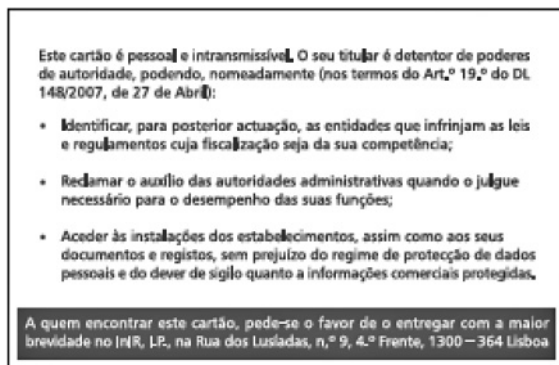 Este cartão é pessoal e intransmissível. O seu titular é detentor de poderes
de autoridade, podendo, nomeadamente (nos termos do Art.º 19.º do DL
148/2007, de 27 de Abril):
• Identificar, para posterior actuação, as entidades que infrinjam as leis
e regulamentos cuja fiscalização seja da sua competência;
• Reclamar o auxílio das autoridades administrativas quando o julgue
necessário para o desempenho das suas funções;
• Aceder às instalações dos estabelecimentos, assim como aos seus
documentos e registos, sem prejuízo do regime de protecção de dados
pessoais e do dever de sigilo quanto a informações comerciais protegidas.
A quem encontrar este cartão, pede-se o favor de o entregar com a maior
brevidade no InIR, I.P., na Rua dos Lusíadas, n.º 9, 4.º Frente, 1300—364 Lisboa